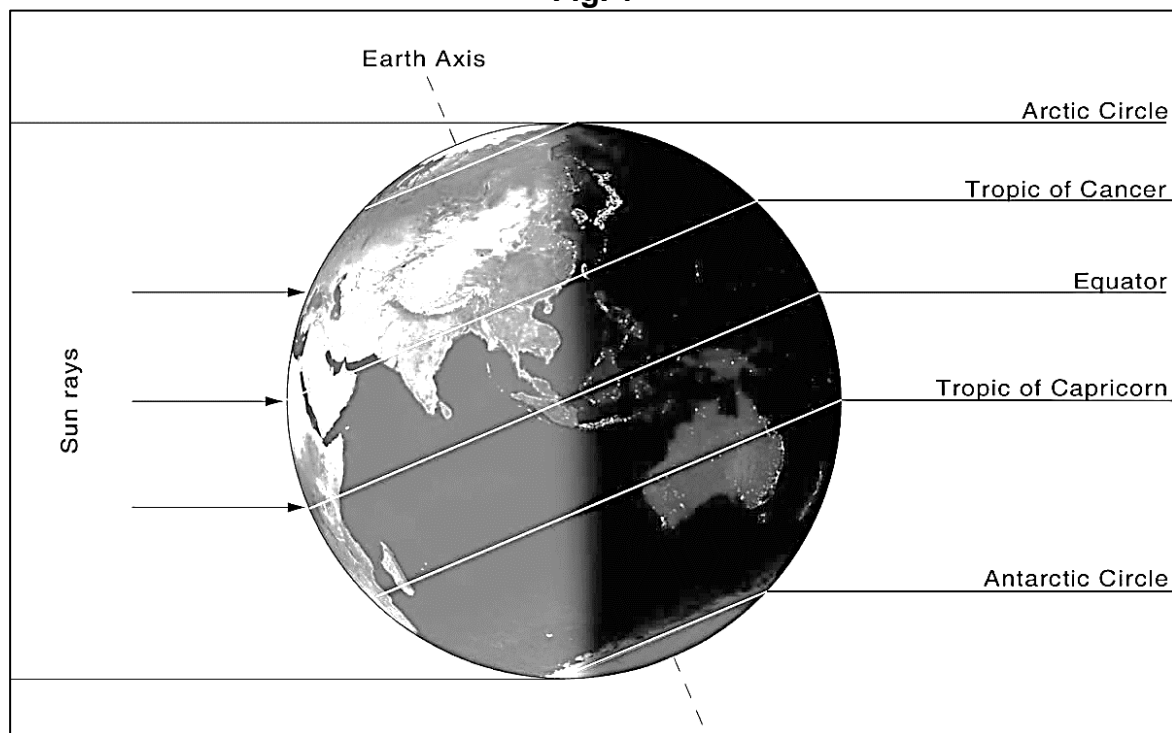 Earth Axis
Arctic Circle
Tropic of Cancer
Equator
Tropic of Capricorn
Antarctic Circle
Sun rays